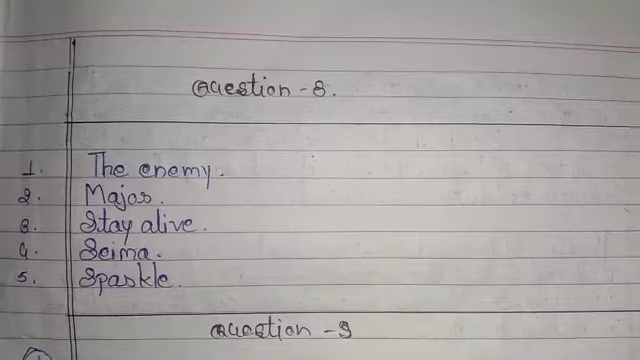 Question - 8.
1. The enemy.
2. Major.
3. Stay alive.
4. Seima.
5. Sparkle.
Question - 9